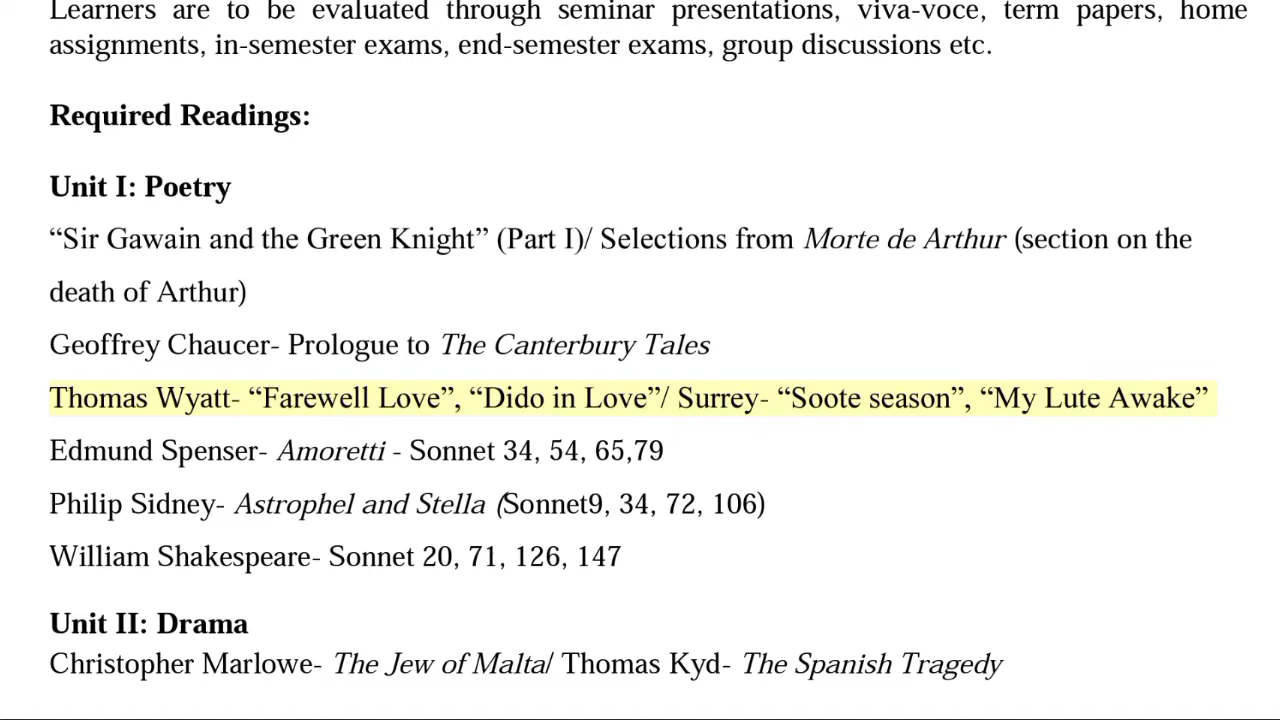 Learners are to be evaluated through seminar presentations, viva-voce, term papers, home
assignments, in-semester exams, end-semester exams, group discussions etc.
Required Readings:
Unit I: Poetry
“Sir Gawain and the Green Knight” (Part I)/ Selections from Morte de Arthur (section on the
death of Arthur)
Geoffrey Chaucer- Prologue to The Canterbury Tales
Thomas Wyatt- “Farewell Love”, “Dido in Love”/ Surrey- “Soote season”, “My Lute Awake”
Edmund Spenser- Amoretti - Sonnet 34, 54, 65,79
Philip Sidney- Astrophel and Stella (Sonnet9, 34, 72, 106)
William Shakespeare- Sonnet 20, 71, 126, 147
Unit II: Drama
Christopher Marlowe- The Jew of Malta/ Thomas Kyd- The Spanish Tragedy